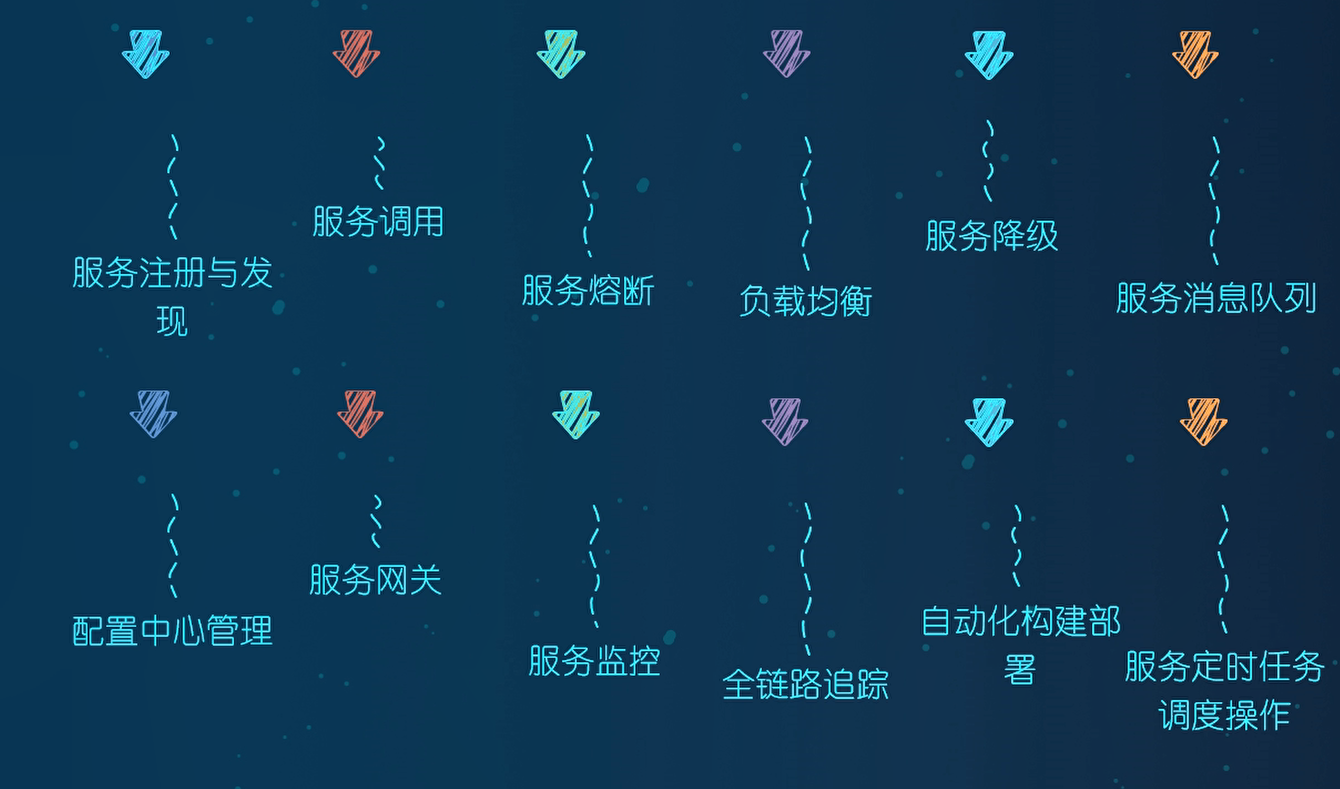 服务注册与发
现
服务调用
服务熔断
负载均衡
服务降级
服务消息队列
配置中心管理
服务网关
服务监控
全链路追踪
自动化构建部
署
服务定时任务
调度操作